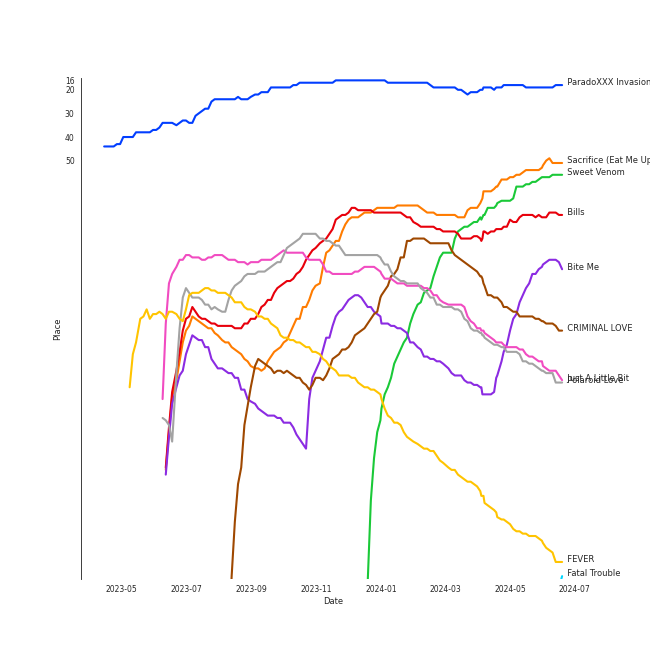 16
20
30
40
50
Place
ParadoXXX Invasion
Sacrifice (Eat Me Up
Sweet Venom
Bills
Bite Me
CRIMINAL LOVE
Just A Little Bit
Polaroid Love
FEVER
Fatal Trouble
2023-05 2023-07 2023-09 2023-11 2024-01 2024-03 2024-05 2024-07
Date